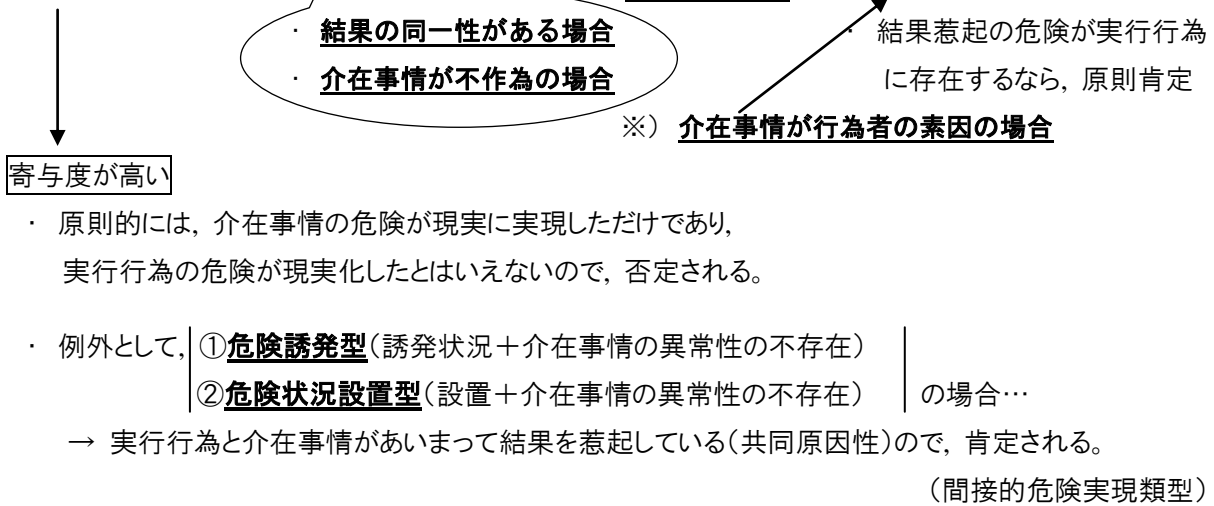 ・ 結果の同一性がある場合
・ 結果惹起の危険が実行行為
・ 介在事情が不作為の場合
に存在するなら, 原則肯定
※) 介在事情が行為者の素因の場合
寄与度が高い
・ 原則的には, 介在事情の危険が現実に実現しただけであり,
実行行為の危険が現実化したとはいえないので, 否定される。
・ 例外として, ①危険誘発型(誘発状況+介在事情の異常性の不存在)
②危険状況設置型(設置+介在事情の異常性の不存在) の場合…
→ 実行行為と介在事情があいまって結果を惹起している(共同原因性)ので, 肯定される。
(間接的危険実現類型)